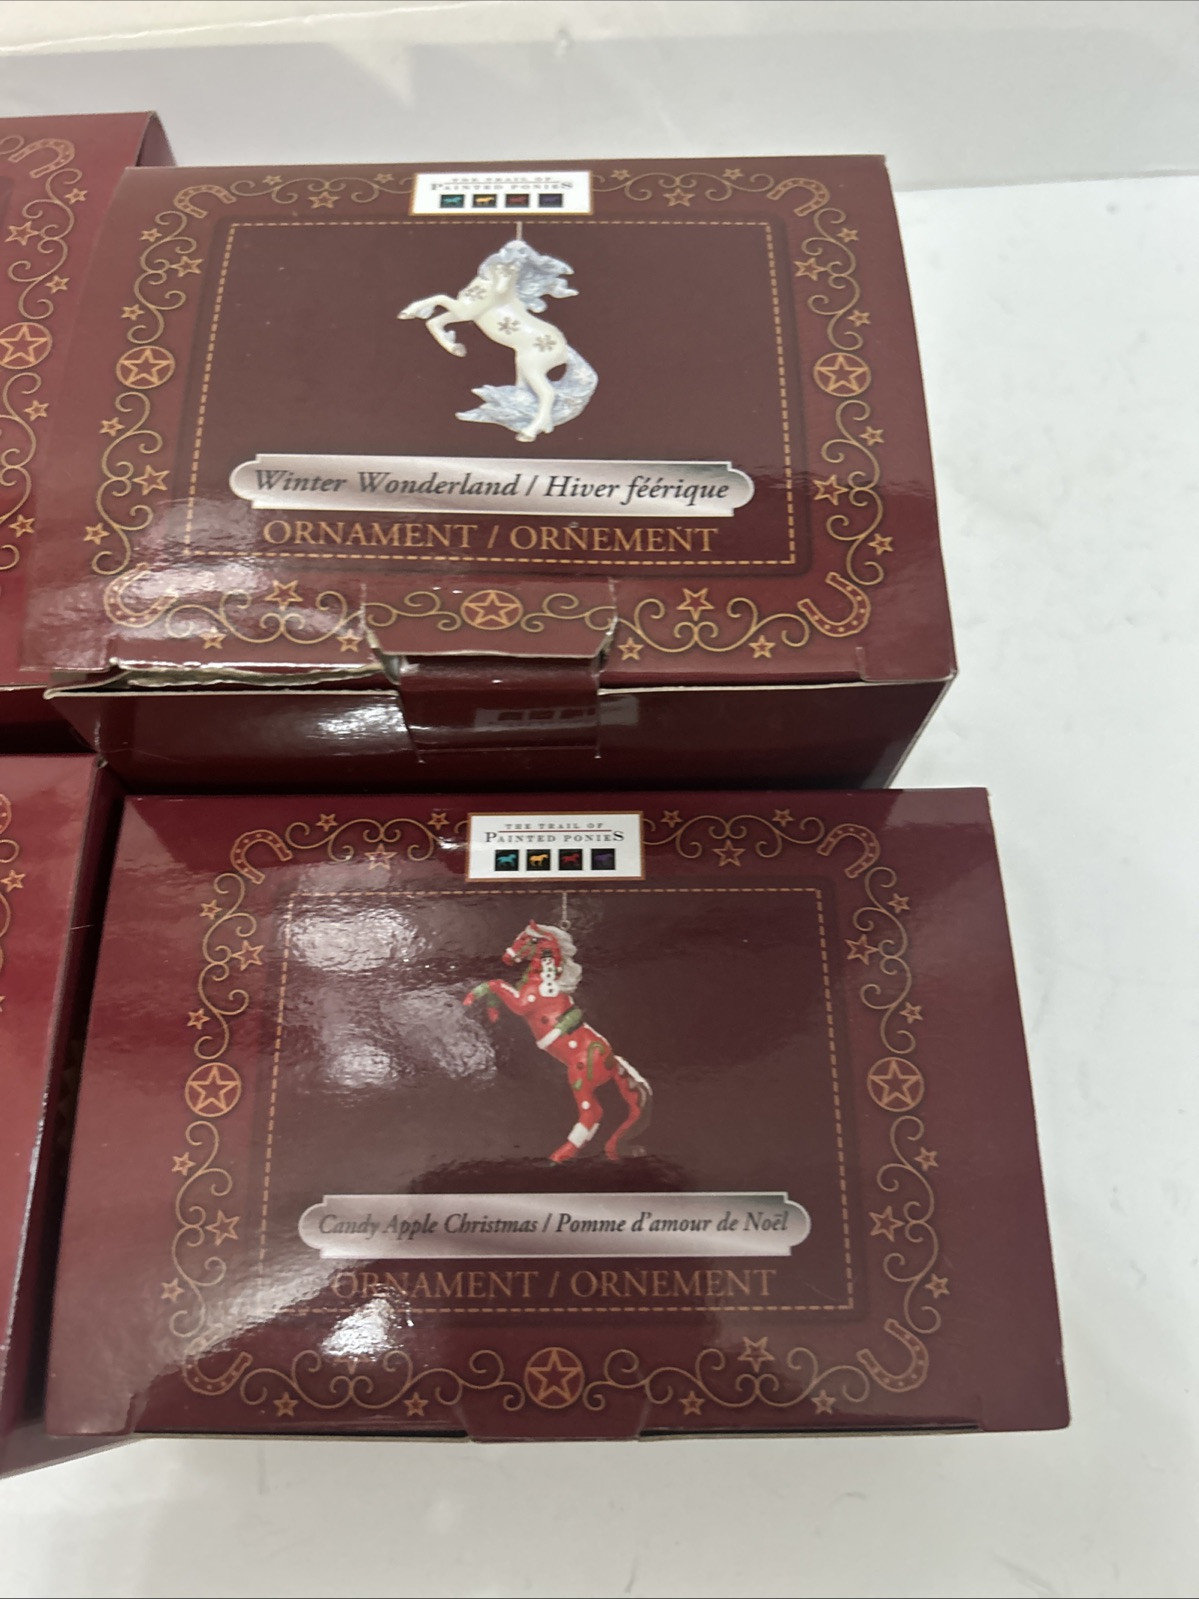 THE TRAIL OF
PAINTED PONIES
Winter Wonderland / Hiver féérique
ORNAMENT / ORNEMENT
THE TRAIL OF
PAINTED PONIES
Candy Apple Christmas / Pomme d'amour de Noël
ORNAMENT / ORNEMENT